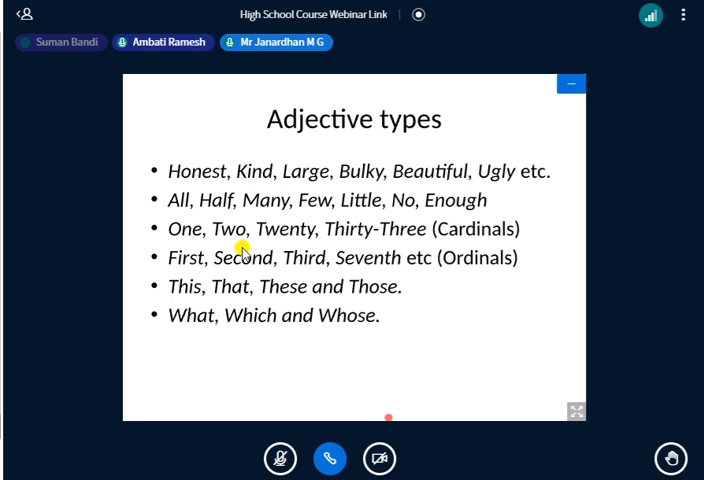 High School Course Webinar Link
Suman Bandi
Ambati Ramesh
Mr Janardhan M G
Adjective types
• Honest, Kind, Large, Bulky, Beautiful, Ugly etc.
• All, Half, Many, Few, Little, No, Enough
• One, Two, Twenty, Thirty-Three (Cardinals)
• First, Second, Third, Seventh etc (Ordinals)
• This, That, These and Those.
• What, Which and Whose.